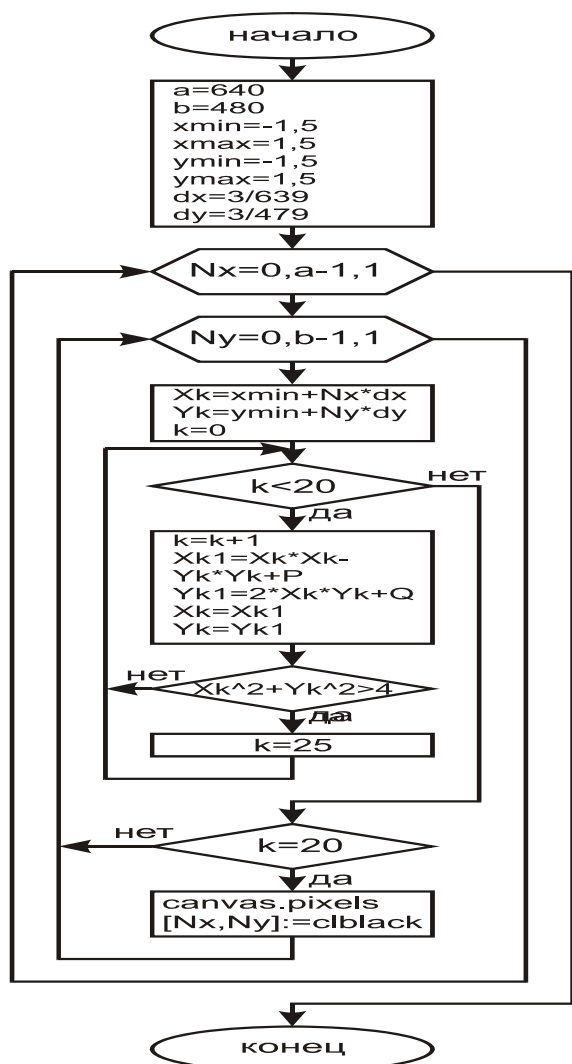 начало
a=640
b=480
xmin=-1,5
xmax=1,5
ymin=-1,5
ymax=1,5
dx=3/639
dy=3/479
Nx=0,a-1,1
Ny=0,b-1,1
Xk=xmin+Nx*dx
Yk=ymin+Ny*dy
k=0
k<20
нет
да
k=k+1
Xk1=Xk*Xk-
Yk*Yk+P
Yk1=2*Xk*Yk+Q
Xk=Xk1
Yk=Yk1
нет
Xk^2+Yk^2>4
да
k=25
нет
k=20
да
canvas.pixels
[Nx,Ny]:=clblack
конец